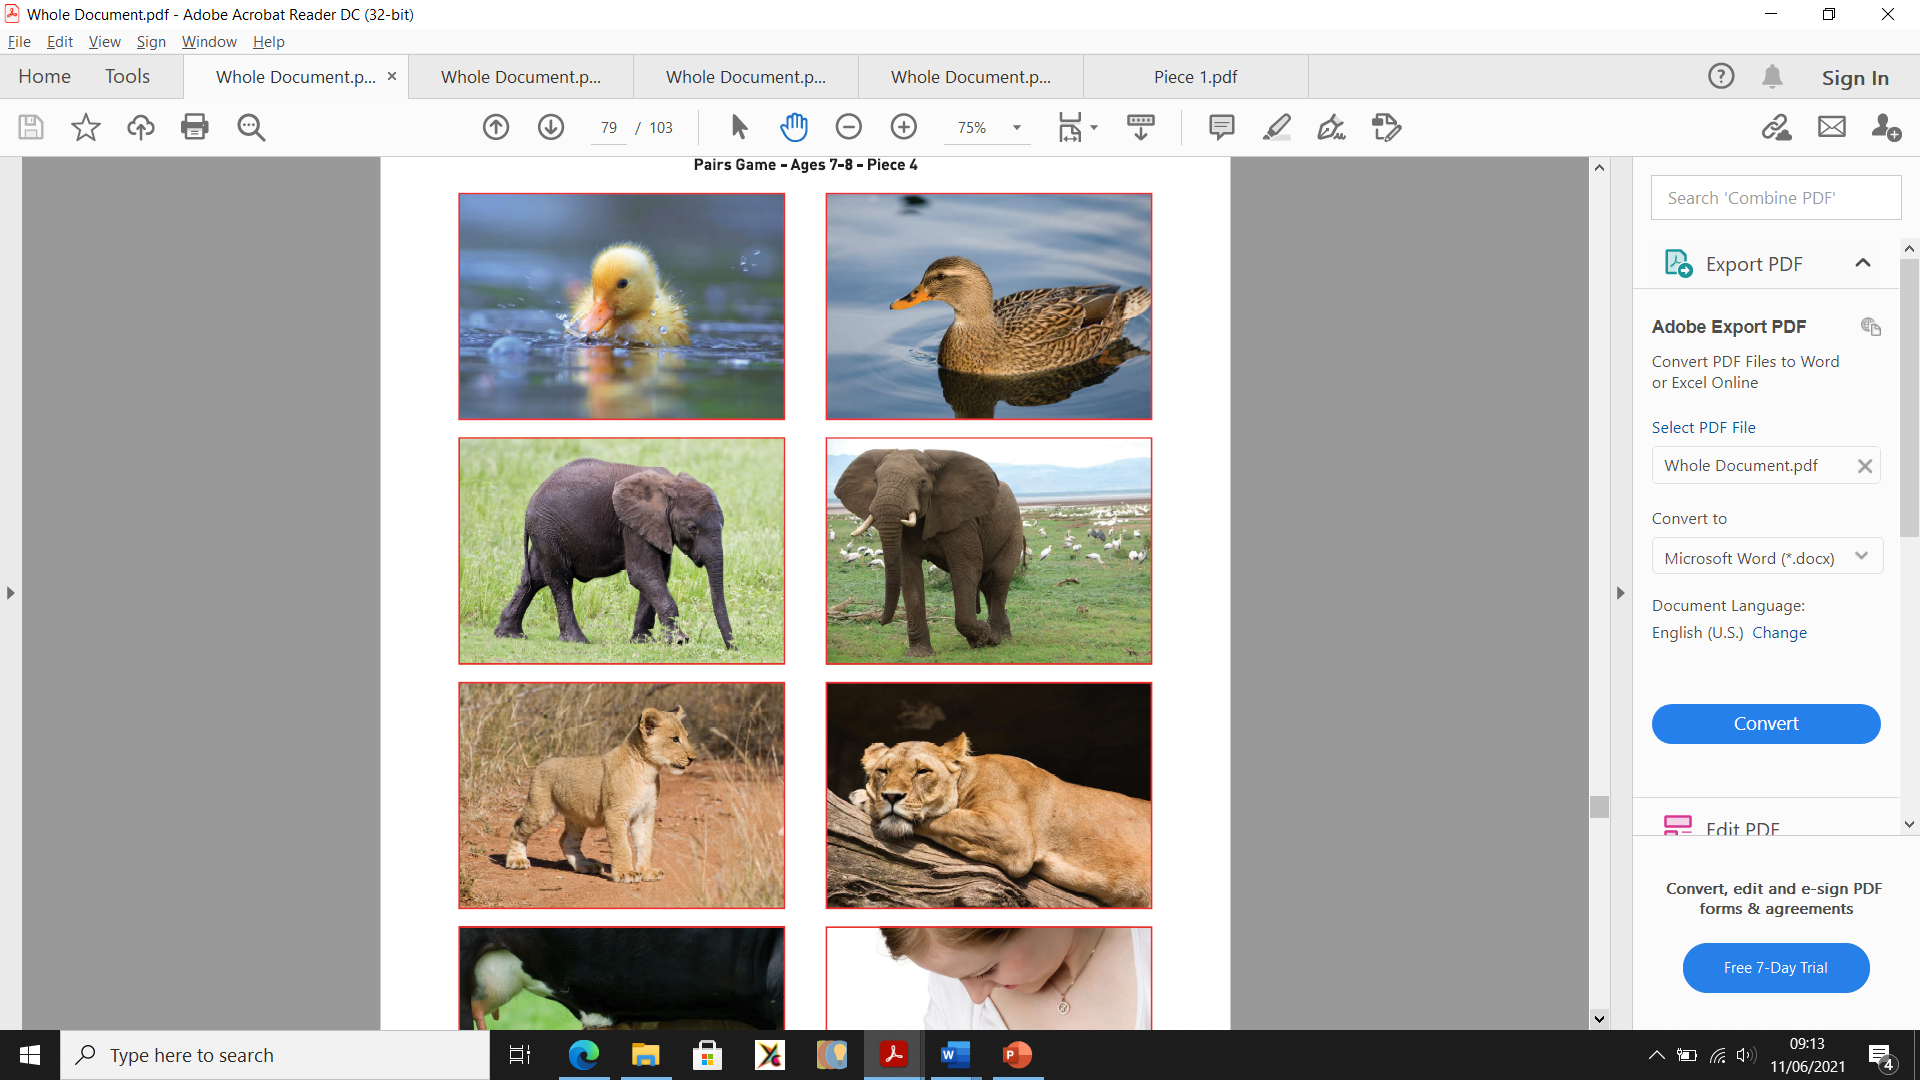 Whole Document.pdf - Adobe Acrobat Reader DC (32-bit)
File Edit View Sign Window Help
Home Tools Whole Document.p... Whole Document.p... Whole Document.p... Whole Document.p... Piece 1.pdf Sign In
79 / 103 75%
Pairs Game - Ages 7-8 - Piece 4
Search 'Combine PDF'
Export PDF
Adobe Export PDF
Convert PDF Files to Word
or Excel Online
Select PDF File
Whole Document.pdf
Convert to
Microsoft Word (*.docx)
Document Language:
English (U.S.) Change
Convert
Edit PDF
Convert, edit and e-sign PDF
forms & agreements
Free 7-Day Trial
Type here to search
09:13
11/06/2021
4